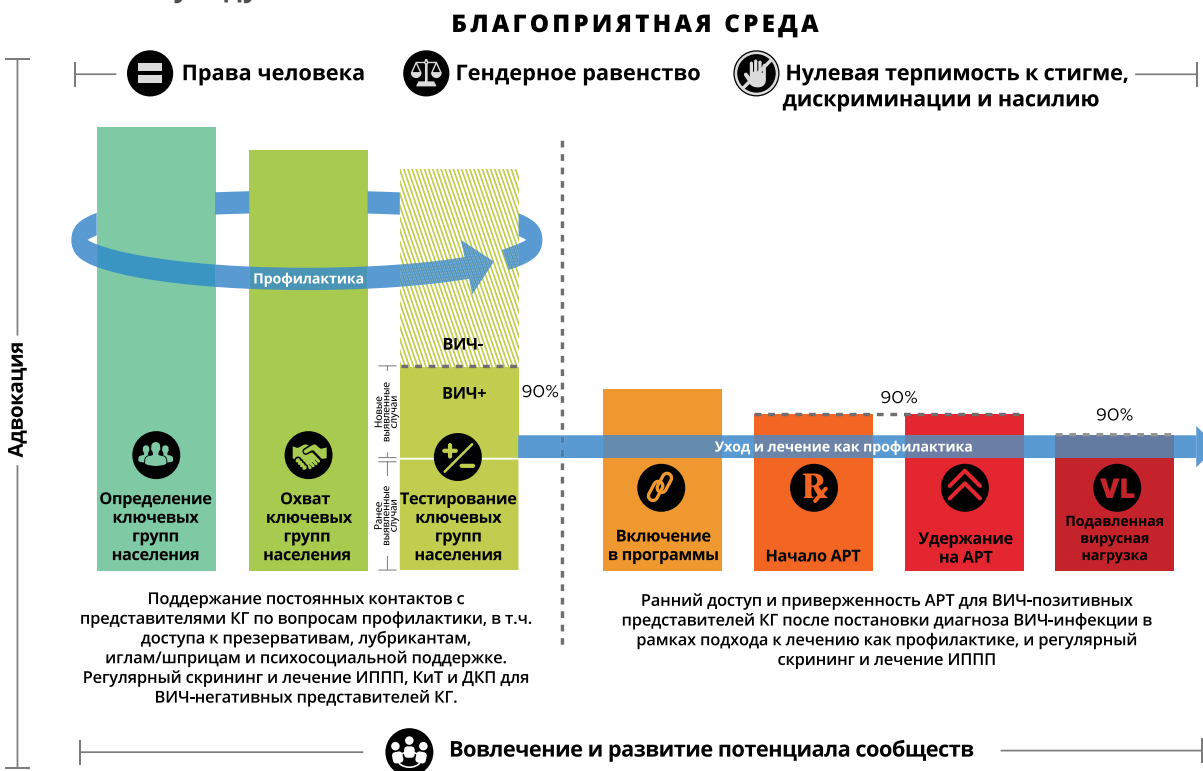 БЛАГОПРИЯТНАЯ СРЕДА
Права человека
Гендерное равенство
Нулевая терпимость к стигме,
дискриминации и насилию
Адвокация
Профилактика
ВИЧ-
ВИЧ+
90%
Новые
выявленные
случаи
Ранее
выявленные
случаи
Определение
ключевых
групп
населения
Охват
ключевых
групп
населения
Тестирование
ключевых
групп
населения
90%
90%
Уход и лечение как профилактика
Включение
в программы
Rx
Начало АРТ
Удержание
на АРТ
VL
Подавленная
вирусная
нагрузка
Поддержание постоянных контактов с
представителями КГ по вопросам профилактики, в т.ч.
доступа к презервативам, лубрикантам,
иглам/шприцам и психосоциальной поддержке.
Регулярный скрининг и лечение ИППП, КиТ и ДКП для
ВИЧ-негативных представителей КГ.
Ранний доступ и приверженность АРТ для ВИЧ-позитивных
представителей КГ после постановки диагноза ВИЧ-инфекции в
рамках подхода к лечению как профилактике, и регулярный
скрининг и лечение ИППП
Вовлечение и развитие потенциала сообществ